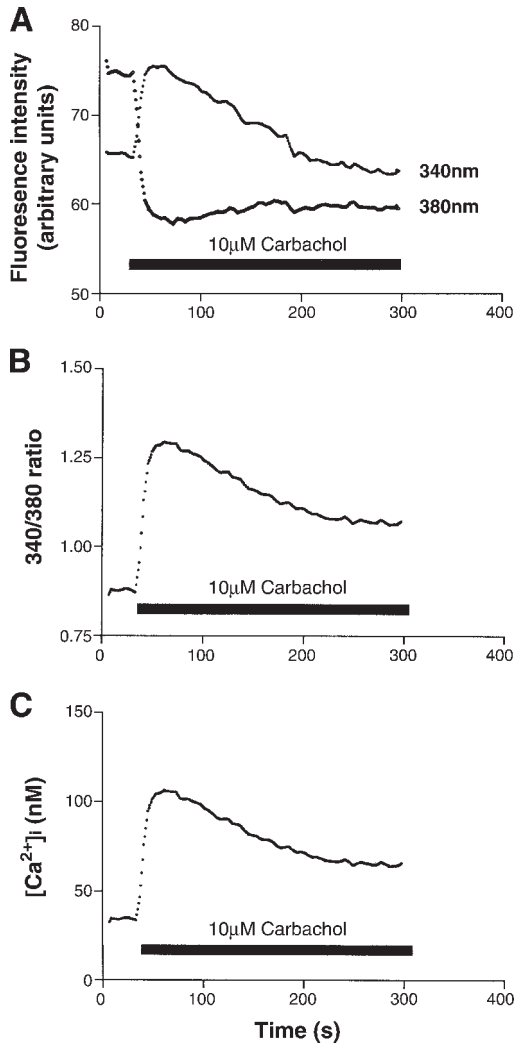 A
Fluoresence intensity
(arbitrary units)
80
70
60
50
340nm
380nm
10µM Carbachol
0
100
200
300
400
B
340/380 ratio
1.50
1.25
1.00
0.75
10µM Carbachol
0
100
200
300
400
C
[Ca²⁺]i (nM)
150
100
50
0
10µM Carbachol
0
100
200
300
400
Time (s)